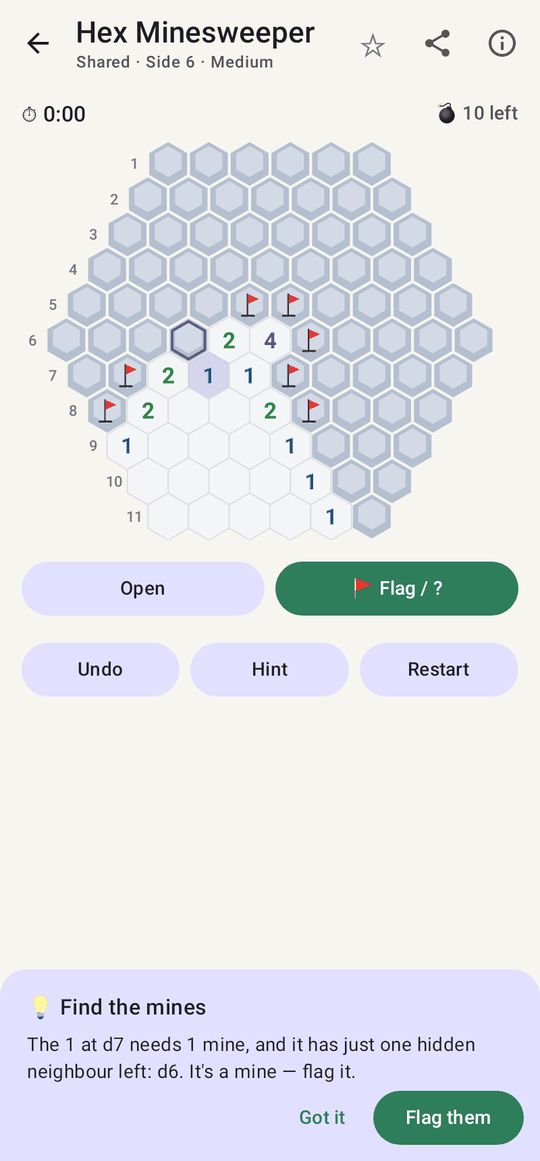 Hex Minesweeper
Shared · Side 6 · Medium
0:00
10 left
1
2
3
4
5
6 2 4
7 2 1 1
8 2 2
9 1 1
10 1
11 1
Open
Flag / ?
Undo
Hint
Restart
Find the mines
The 1 at d7 needs 1 mine, and it has just one hidden
neighbour left: d6. It's a mine — flag it.
Got it
Flag them